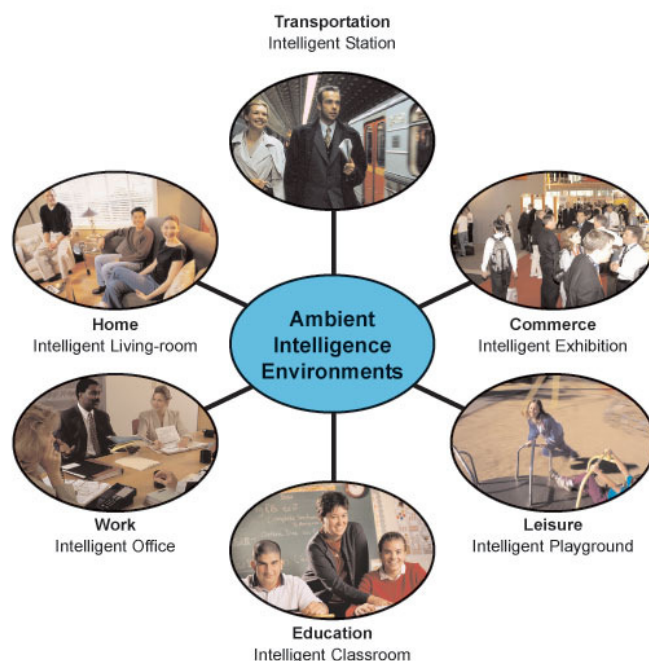 Transportation
Intelligent Station
Home
Intelligent Living-room
Commerce
Intelligent Exhibition
Ambient
Intelligence
Environments
Work
Intelligent Office
Leisure
Intelligent Playground
Education
Intelligent Classroom